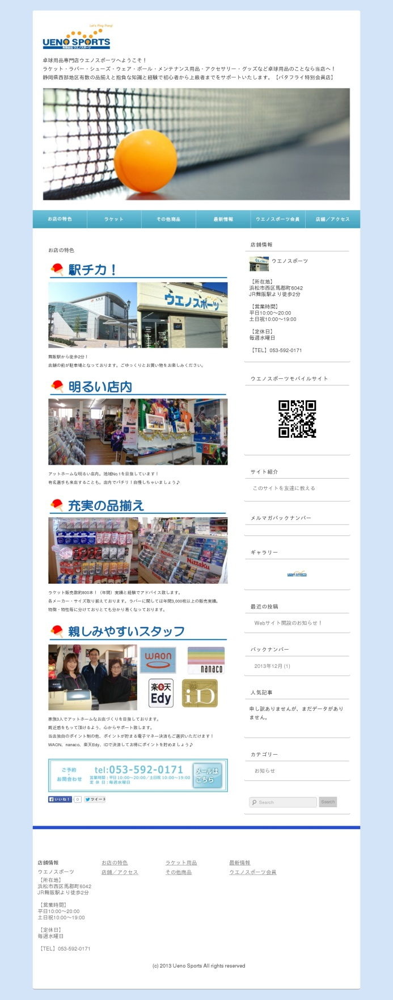 Let's Ping Pong!
UENO SPORTS
有限会社 ウエノスポーツ
卓球用品専門店ウエノスポーツへようこそ！
ラケット・ラバー・シューズ・ウェア・ボール・メンテナンス用品・アクセサリー・グッズなど卓球用品のことなら当店へ！
静岡県西部地区有数の品揃えと抱負な知識と経験で初心者から上級者までをサポートいたします。【バタフライ特別会員店】
お店の特色 ラケット その他商品 最新情報 ウエノスポーツ会員 店舗／アクセス
お店の特色
駅チカ！
ウエノスポーツ
舞阪駅から徒歩2分！
店舗の前が駐車場となっております。ごゆっくりとお買い物をお楽しみください。
明るい店内
アットホームな明るい店内。地域No.1を目指しています！
有名選手も来店することも。店内でパチリ！自慢しちゃいましょう♪
充実の品揃え
Nittaku
Nittaku
ラケット販売数約800本！（年間）実績と経験でアドバイス致します。
各メーカー・サイズ取り揃えております。ラバーに関しては年間3,000枚以上の販売実績。
特徴・特性毎に分けておりとても分かり易くなっております。
親しみやすいスタッフ
WAON
nanaco
楽天
Edy
iD
家族3人でアットホームなお店づくりを目指しております。
親近感をもって頂けるよう、心からサポート致します。
当店独自のポイント制の他、ポイントが貯まる電子マネー決済もご選択いただけます！
WAON、nanaco、楽天Edy、IDで決済してお得にポイントを貯めましょう♪
ご予約
・
お問合わせ
tel:053-592-0171
営業時間：平日10:00〜20:00／土日祝10:00〜19:00
定 休 日：毎週水曜日
メールは
こちら
いいね！ 0 ツイート
店舗情報
ウエノスポーツ
【所在地】
浜松市西区馬郡町6042
JR舞阪駅より徒歩2分
【営業時間】
平日10:00〜20:00
土日祝10:00〜19:00
【定休日】
毎週水曜日
【TEL】053-592-0171
ウエノスポーツモバイルサイト
サイト紹介
このサイトを友達に教える
メルマガバックナンバー
ギャラリー
UENO SPORTS
最近の投稿
Webサイト開設のお知らせ！
バックナンバー
2013年12月 (1)
人気記事
申し訳ありませんが、まだデータがあり
ません。
カテゴリー
お知らせ
Search Search
店舗情報
ウエノスポーツ
【所在地】
浜松市西区馬郡町6042
JR舞阪駅より徒歩2分
【営業時間】
平日10:00〜20:00
土日祝10:00〜19:00
【定休日】
毎週水曜日
【TEL】053-592-0171
お店の特色
店舗／アクセス
ラケット用品
その他商品
最新情報
ウエノスポーツ会員
(c) 2013 Ueno Sports All rights reserved